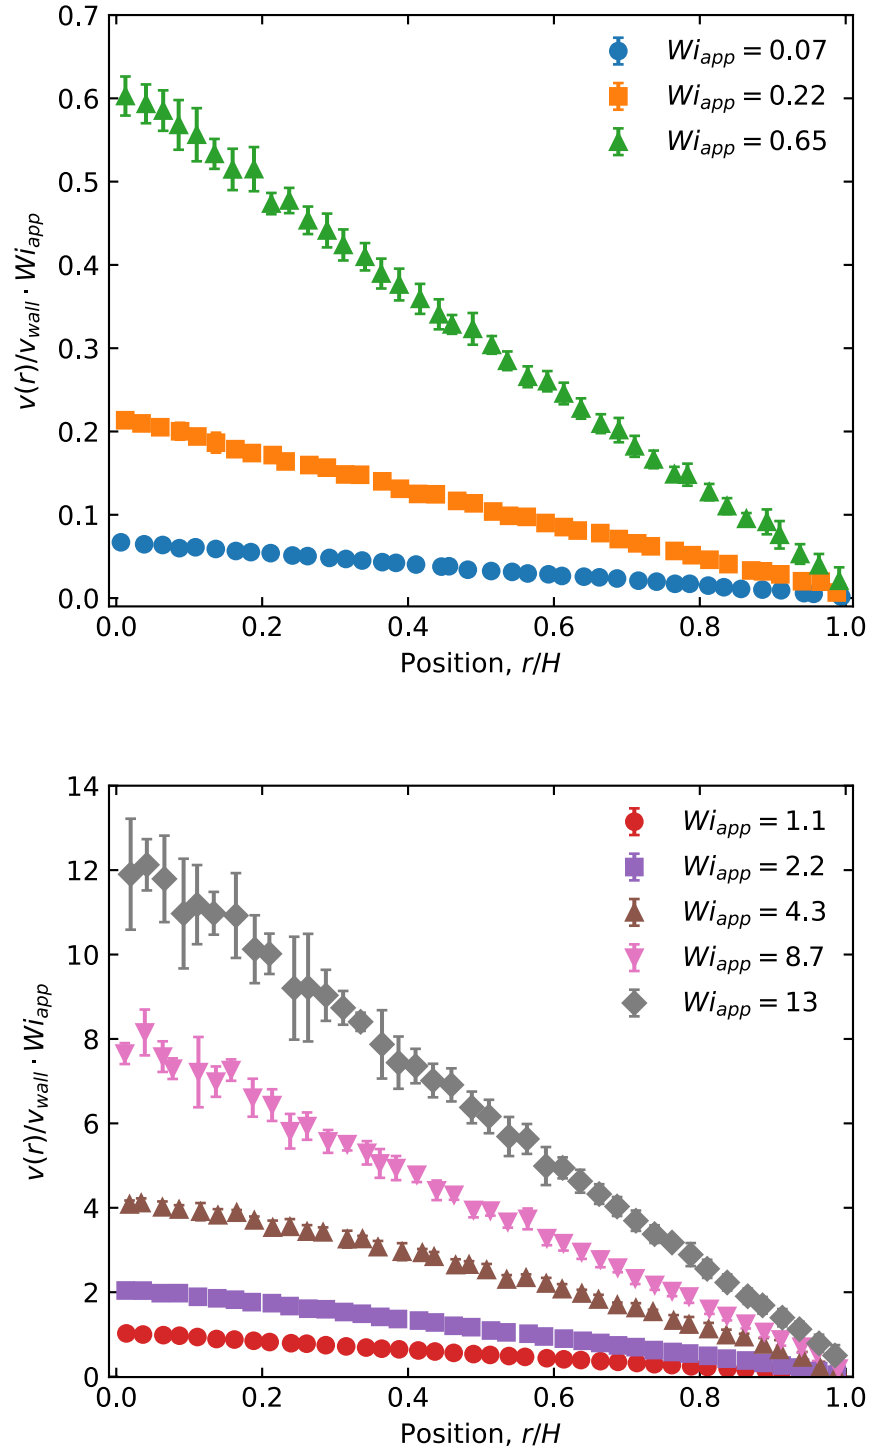 0.7
0.6
0.5
0.4
0.3
0.2
0.1
0.0
v(r)/v_wall · Wi_app
Wi_app = 0.07
Wi_app = 0.22
Wi_app = 0.65
0.0 0.2 0.4 0.6 0.8 1.0
Position, r/H
14
12
10
8
6
4
2
0
v(r)/v_wall · Wi_app
Wi_app = 1.1
Wi_app = 2.2
Wi_app = 4.3
Wi_app = 8.7
Wi_app = 13
0.0 0.2 0.4 0.6 0.8 1.0
Position, r/H